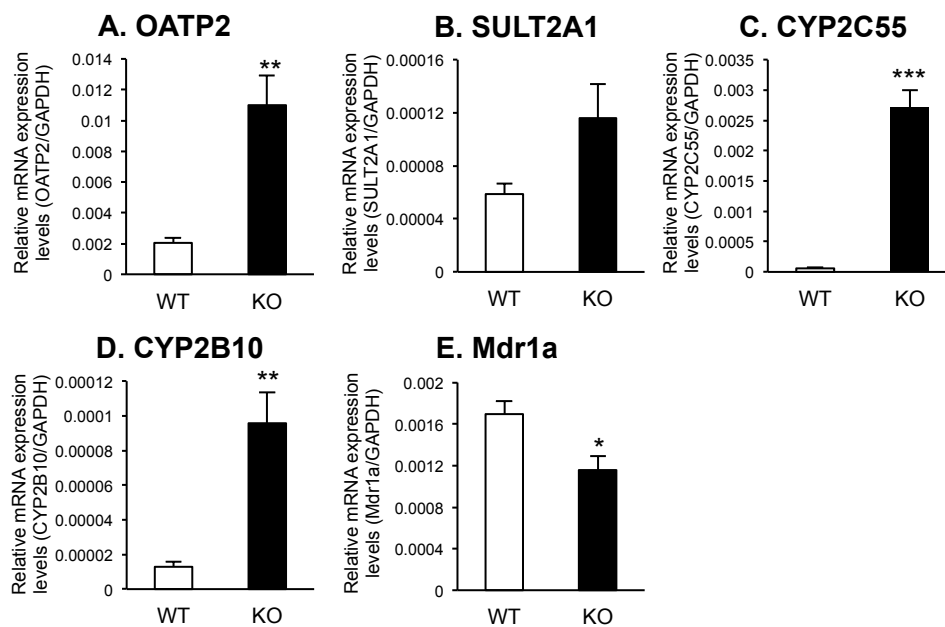 A. OATP2
Relative mRNA expression
levels (OATP2/GAPDH)
0.014
0.012
0.01
0.008
0.006
0.004
0.002
0
**
WT
KO
B. SULT2A1
Relative mRNA expression
levels (SULT2A1/GAPDH)
0.00016
0.00012
0.00008
0.00004
0
WT
KO
C. CYP2C55
Relative mRNA expression
levels (CYP2C55/GAPDH)
0.0035
0.003
0.0025
0.002
0.0015
0.001
0.0005
0
***
WT
KO
D. CYP2B10
Relative mRNA expression
levels (CYP2B10/GAPDH)
0.00012
0.0001
0.00008
0.00006
0.00004
0.00002
0
**
WT
KO
E. Mdr1a
Relative mRNA expression
levels (Mdr1a/GAPDH)
0.002
0.0016
0.0012
0.0008
0.0004
0
*
WT
KO